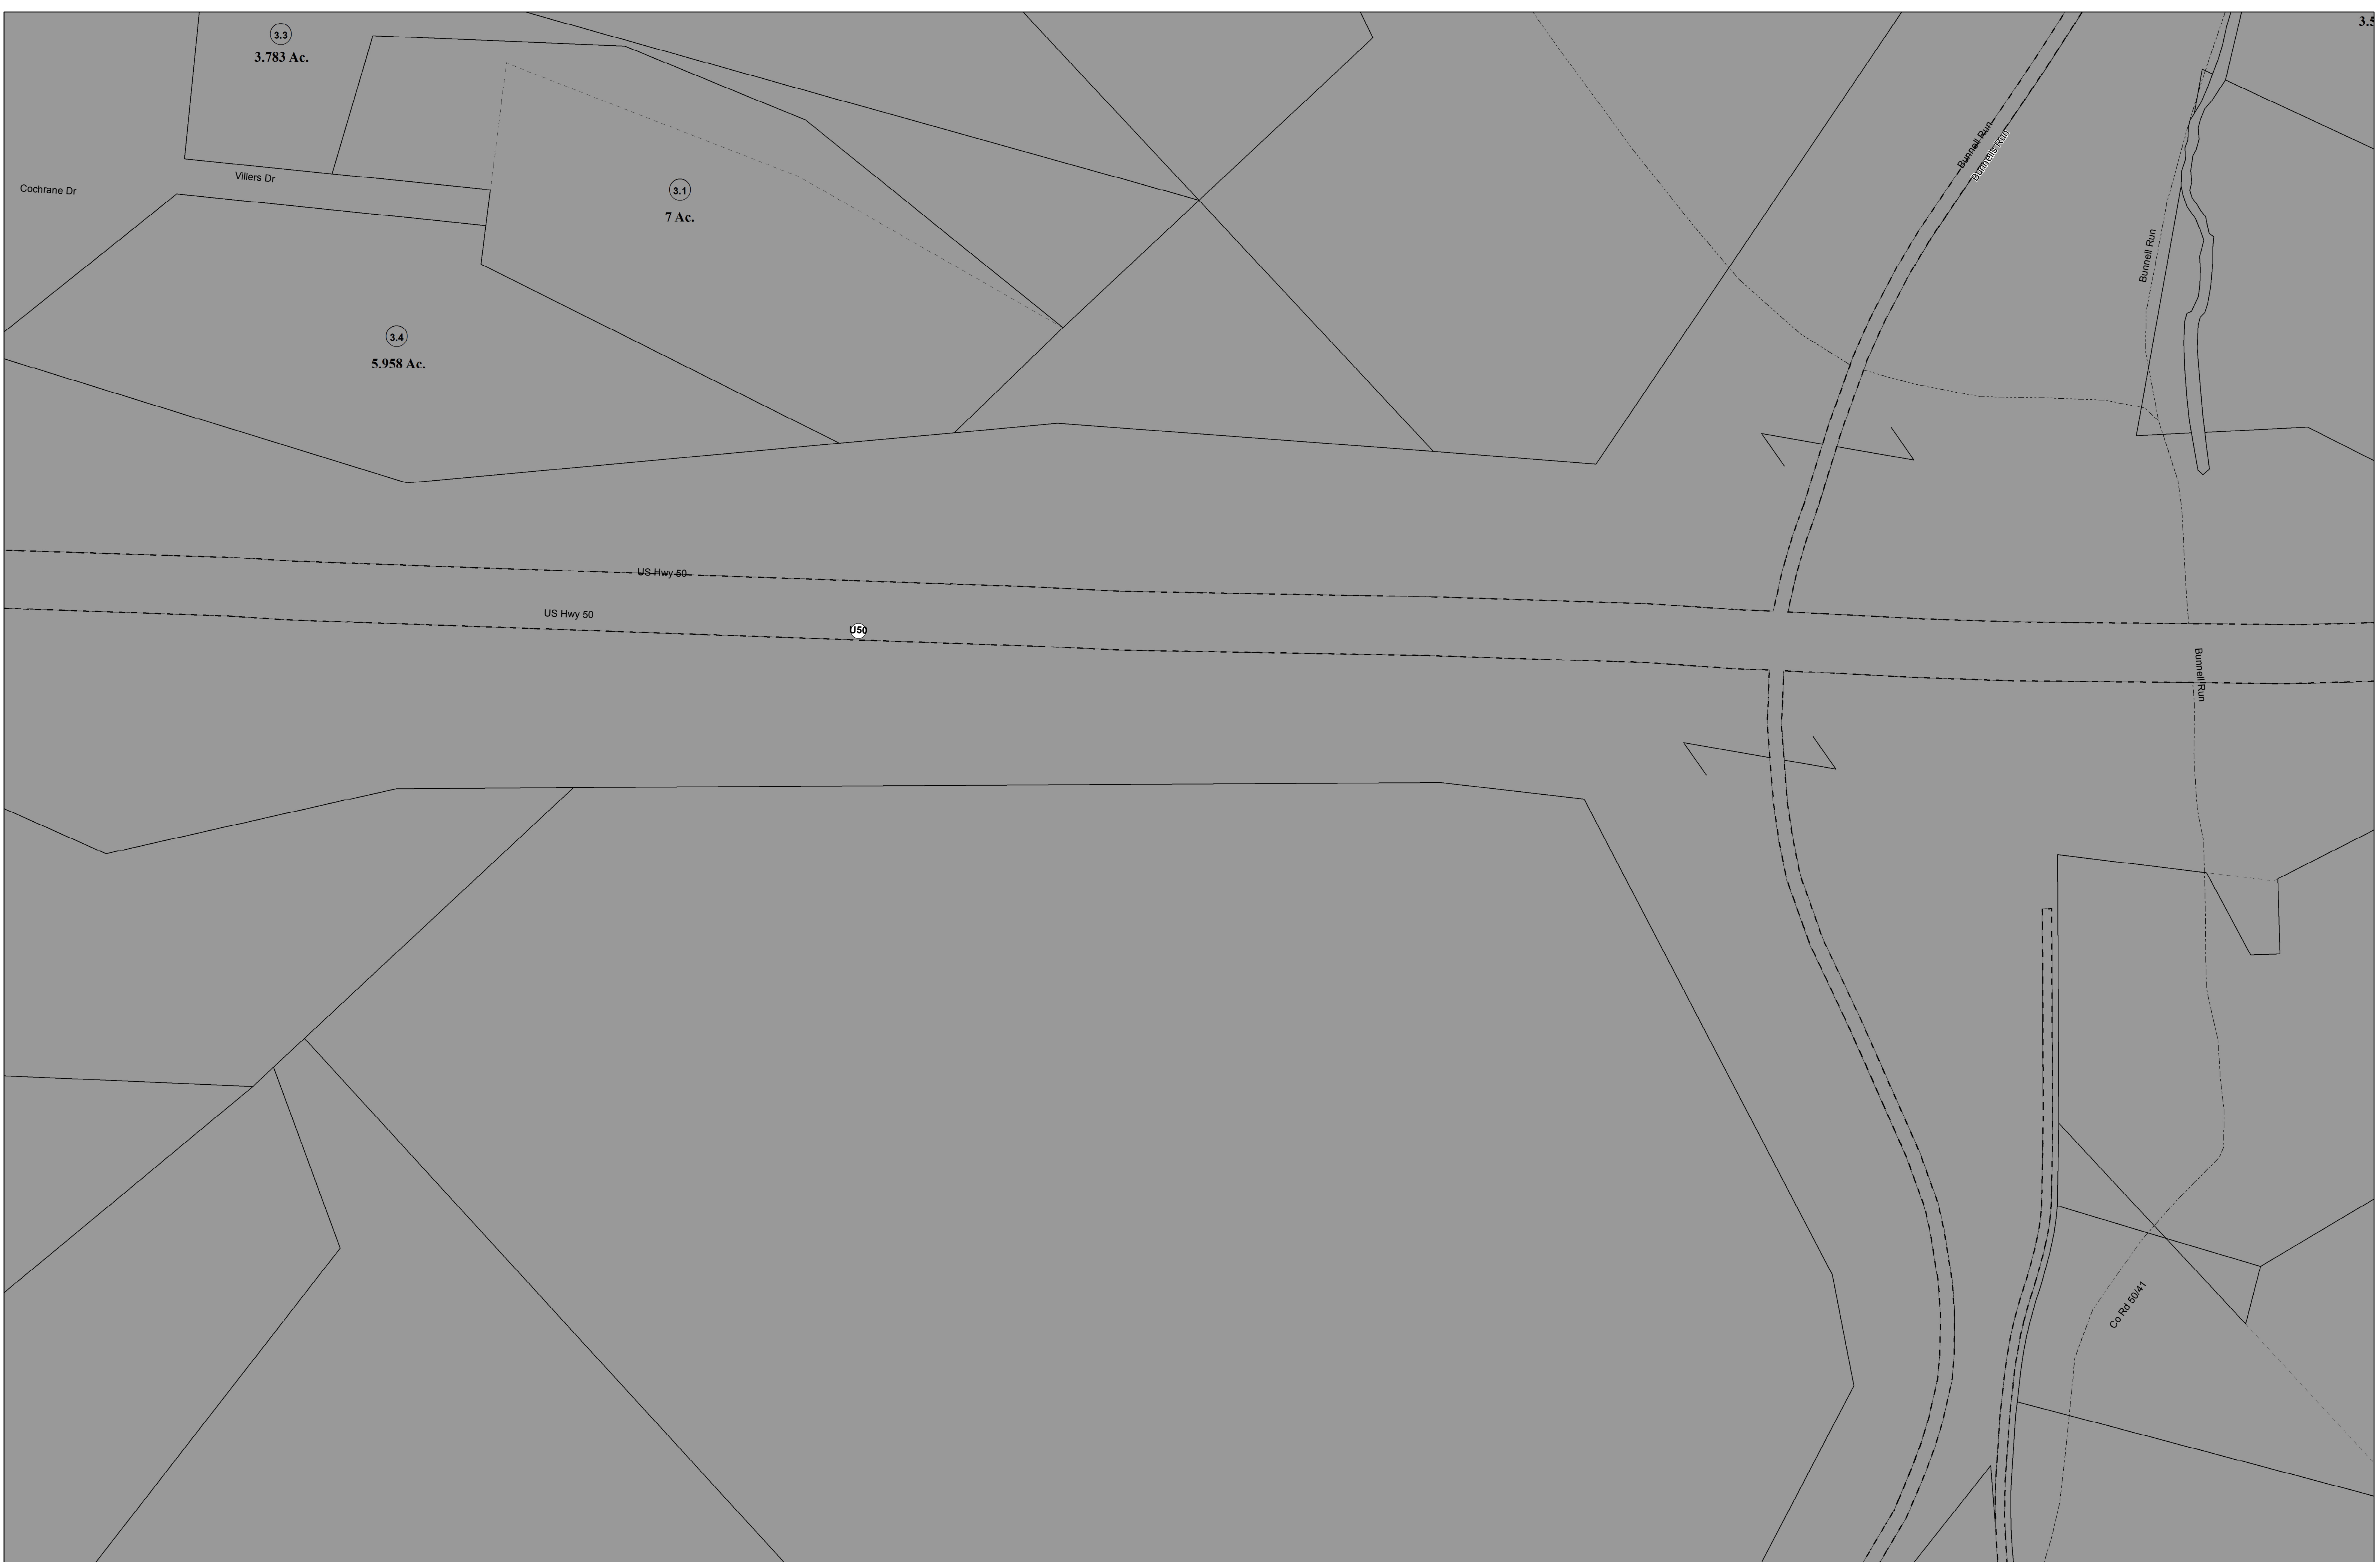 3.3
3.783 Ac.
Cochrane Dr
Villers Dr
3.1
7 Ac.
3.4
5.958 Ac.
Bunnell Run
Bunnells Run
Bunnell Run
US Hwy 50
US Hwy 50
U50
Bunnell Run
Co Rd 50/41